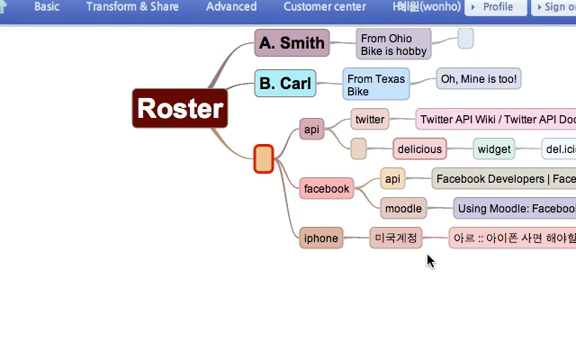 Basic
Transform & Share
Advanced
Customer center
(wonho)
Profile
Sign ou
A. Smith
From Ohio
Bike is hobby
B. Carl
From Texas
Bike
Oh, Mine is too!
Roster
api
twitter
Twitter API Wiki / Twitter API Doc
delicious
widget
del.ici
facebook
api
Facebook Developers | Face
moodle
Using Moodle: Faceboo
iphone
미국계정
아르 :: 아이폰 사면 해야할